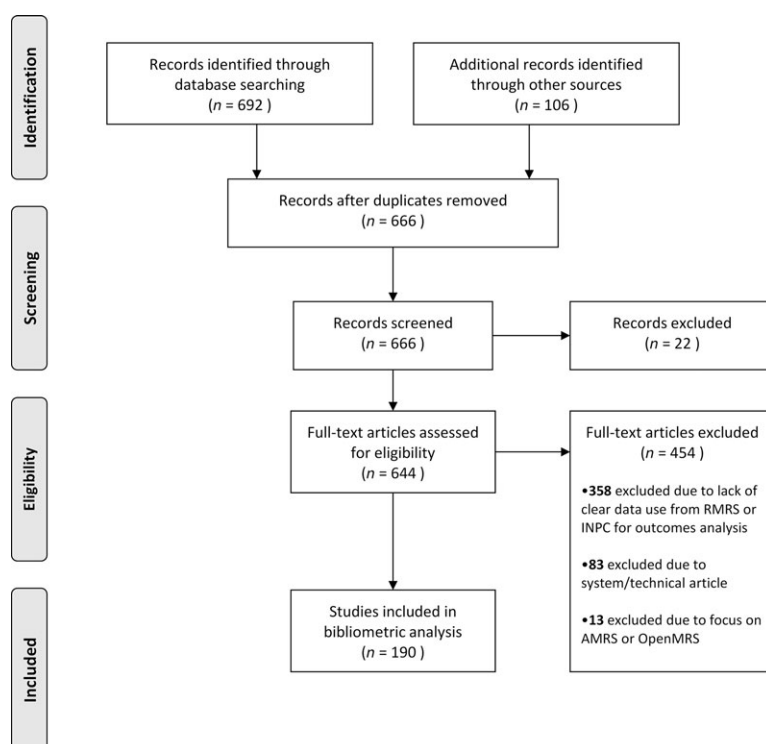 Identification
Records identified through
database searching
(n = 692 )
Additional records identified
through other sources
(n = 106 )
Records after duplicates removed
(n = 666 )
Screening
Records screened
(n = 666 )
Records excluded
(n = 22 )
Eligibility
Full-text articles assessed
for eligibility
(n = 644 )
Full-text articles excluded
(n = 454 )
•358 excluded due to lack of
clear data use from RMRS or
INPC for outcomes analysis
•83 excluded due to
system/technical article
•13 excluded due to focus on
AMRS or OpenMRS
Included
Studies included in
bibliometric analysis
(n = 190 )